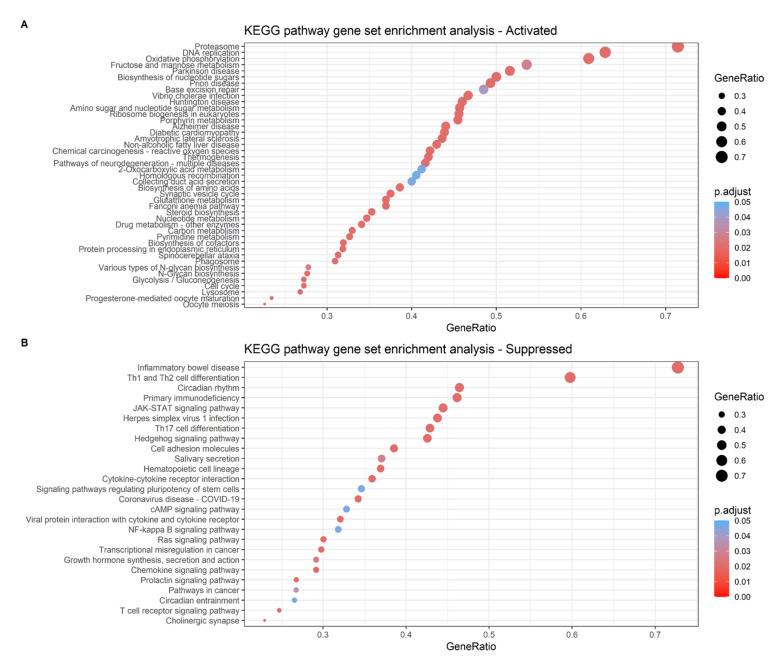 A
KEGG pathway gene set enrichment analysis - Activated
Proteasome
DNA replication
Oxidative phosphorylation
Fructose and mannose metabolism
Parkinson disease
Biosynthesis of nucleotide sugars
Prion disease
Base excision repair
Vibrio cholerae infection
Huntington disease
Amino sugar and nucleotide sugar metabolism
Ribosome biogenesis in eukaryotes
Porphyrin metabolism
Alzheimer disease
Diabetic cardiomyopathy
Amyotrophic lateral sclerosis
Non-alcoholic fatty liver disease
Chemical carcinogenesis - reactive oxygen species
Thermogenesis
Pathways of neurodegeneration - multiple diseases
2-Oxocarboxylic acid metabolism
Homologous recombination
Collecting duct acid secretion
Biosynthesis of amino acids
Synaptic vesicle cycle
Glutathione metabolism
Fanconi anemia pathway
Steroid biosynthesis
Nucleotide metabolism
Drug metabolism - other enzymes
Carbon metabolism
Pyrimidine metabolism
Biosynthesis of cofactors
Protein processing in endoplasmic reticulum
Spinocerebellar ataxia
Phagosome
Various types of N-glycan biosynthesis
N-Glycan biosynthesis
Glycolysis / Gluconeogenesis
Cell cycle
Lysosome
Progesterone-mediated oocyte maturation
Oocyte meiosis
0.3 0.4 0.5 0.6 0.7
GeneRatio
GeneRatio
0.3
0.4
0.5
0.6
0.7
p.adjust
0.05
0.04
0.03
0.02
0.01
0.00
B
KEGG pathway gene set enrichment analysis - Suppressed
Inflammatory bowel disease
Th1 and Th2 cell differentiation
Circadian rhythm
Primary immunodeficiency
JAK-STAT signaling pathway
Herpes simplex virus 1 infection
Th17 cell differentiation
Hedgehog signaling pathway
Cell adhesion molecules
Salivary secretion
Hematopoietic cell lineage
Cytokine-cytokine receptor interaction
Signaling pathways regulating pluripotency of stem cells
Coronavirus disease - COVID-19
cAMP signaling pathway
Viral protein interaction with cytokine and cytokine receptor
NF-kappa B signaling pathway
Ras signaling pathway
Transcriptional misregulation in cancer
Growth hormone synthesis, secretion and action
Chemokine signaling pathway
Prolactin signaling pathway
Pathways in cancer
Circadian entrainment
T cell receptor signaling pathway
Cholinergic synapse
0.3 0.4 0.5 0.6 0.7
GeneRatio
GeneRatio
0.3
0.4
0.5
0.6
0.7
p.adjust
0.05
0.04
0.03
0.02
0.01
0.00